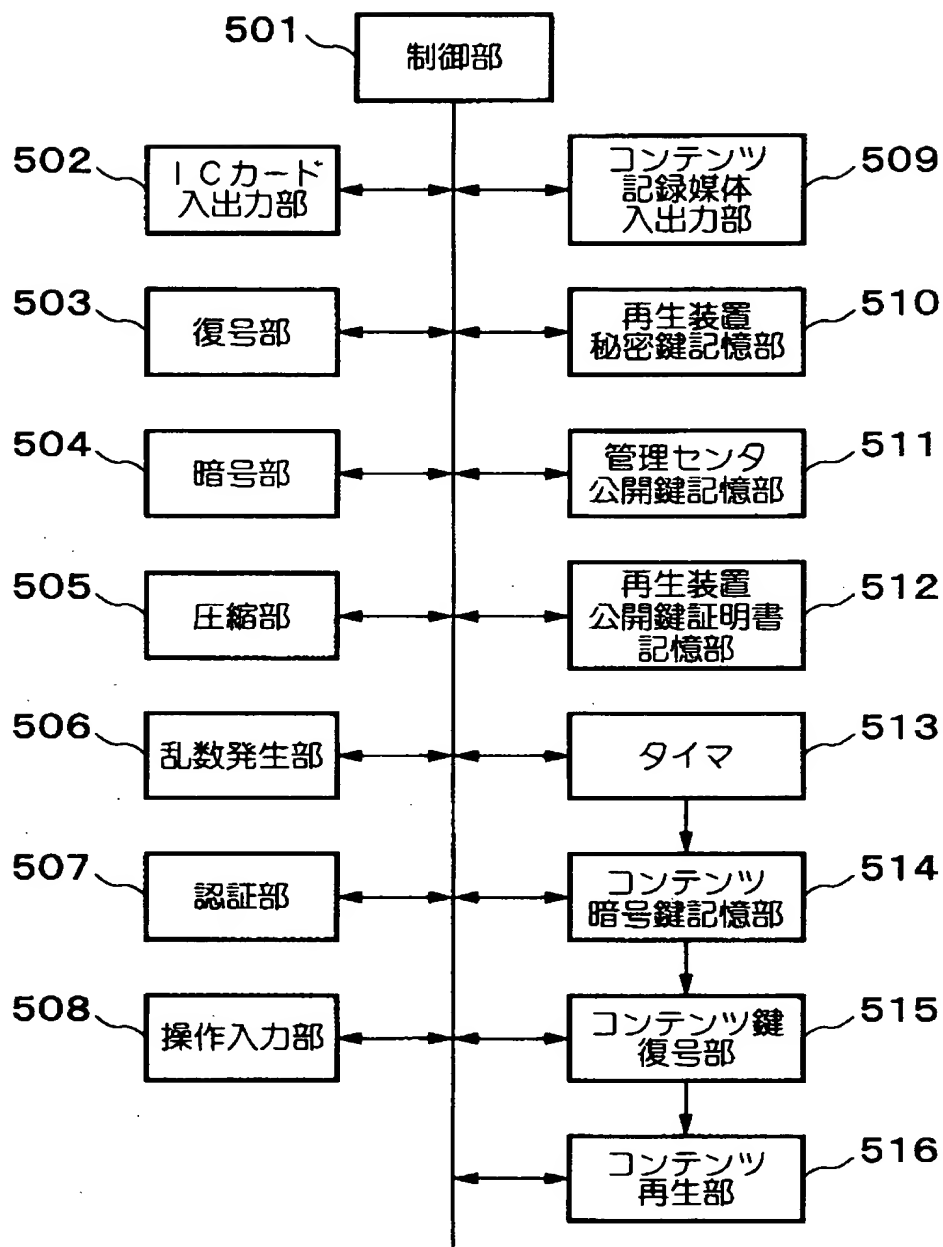 501
制御部
502
ICカード
入出力部
509
コンテンツ
記録媒体
入出力部
503
復号部
510
再生装置
秘密鍵記憶部
504
暗号部
511
管理センタ
公開鍵記憶部
505
圧縮部
512
再生装置
公開鍵証明書
記憶部
506
乱数発生部
513
タイマ
507
認証部
514
コンテンツ
暗号鍵記憶部
508
操作入力部
515
コンテンツ鍵
復号部
516
コンテンツ
再生部